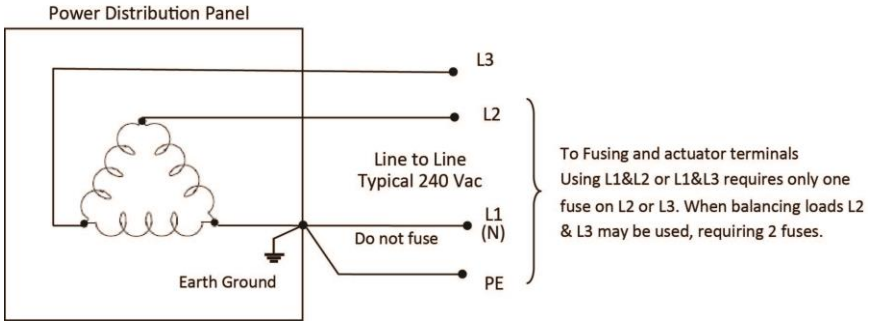 Power Distribution Panel
L3
L2
Line to Line
Typical 240 Vac
L1
(N)
Do not fuse
Earth Ground
PE
To Fusing and actuator terminals
Using L1&L2 or L1&L3 requires only one
fuse on L2 or L3. When balancing loads L2
& L3 may be used, requiring 2 fuses.